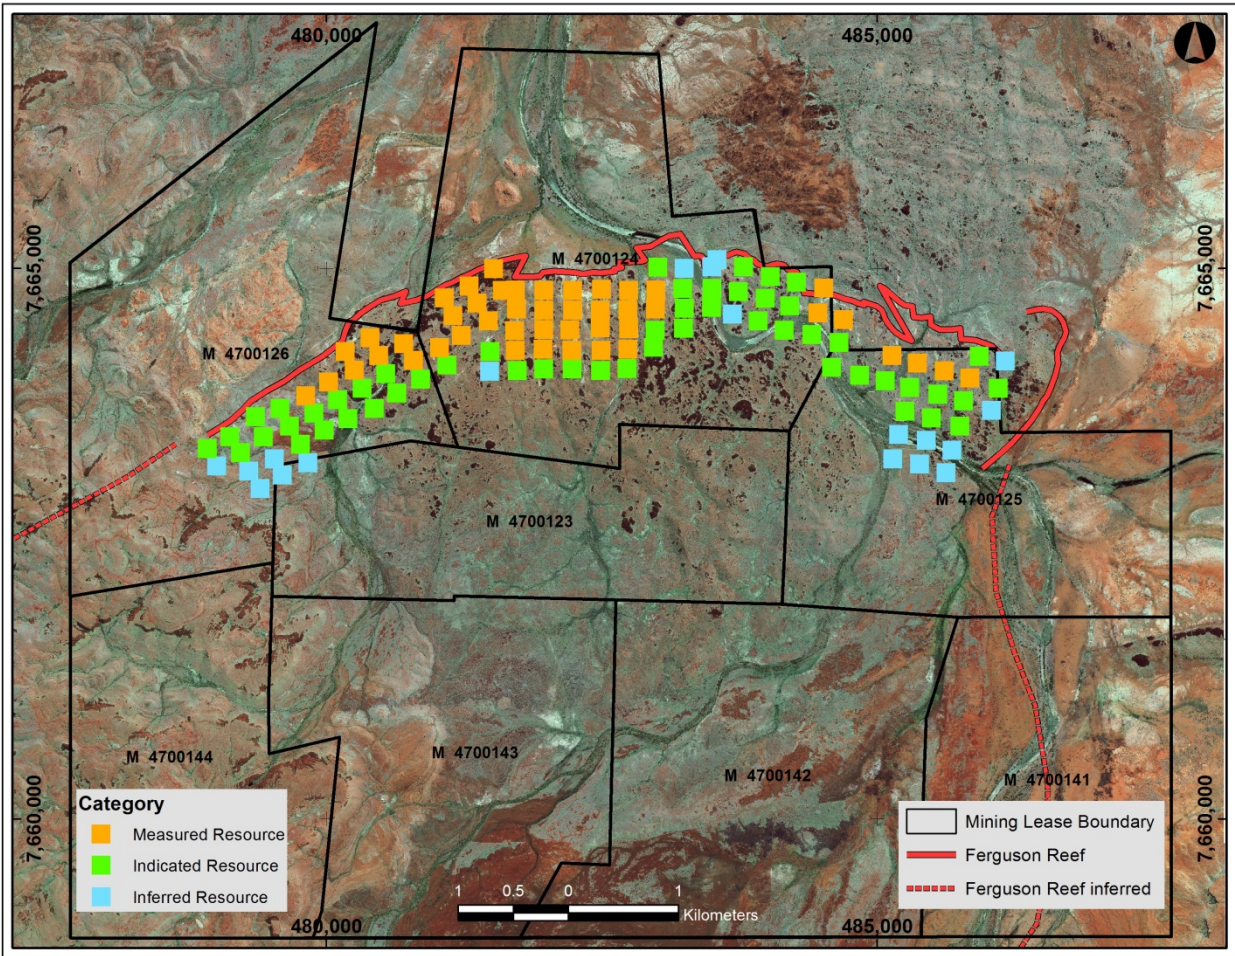 480,000
485,000
7,665,000
7,665,000
M 4700124
M 4700126
M 4700123
M 4700125
M 4700144
M 4700143
M 4700142
M 4700141
7,660,000
7,660,000
Category
Measured Resource
Indicated Resource
Inferred Resource
1 0.5 0 1
Kilometers
Mining Lease Boundary
Ferguson Reef
Ferguson Reef inferred
480,000
485,000